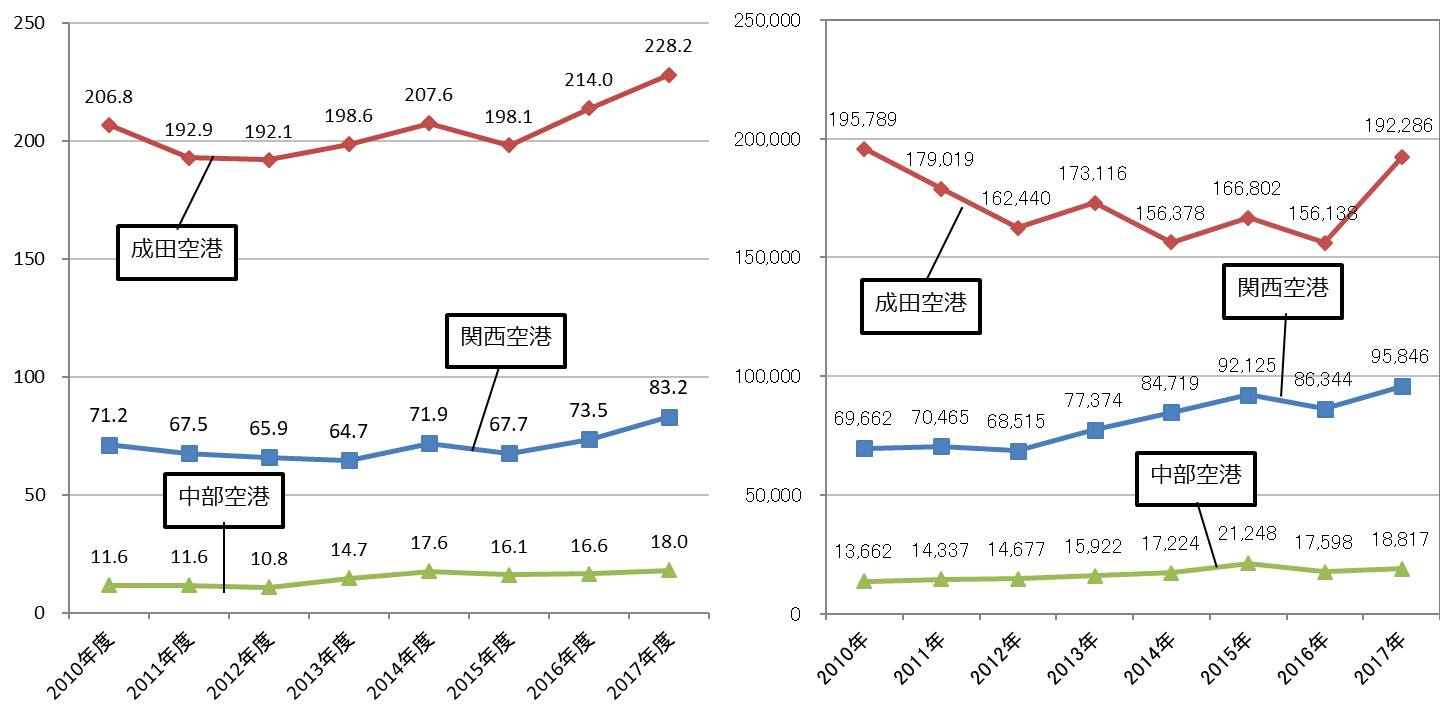 250
200
150
100
50
0
206.8
192.9
192.1
198.6
207.6
198.1
214.0
228.2
成田空港
関西空港
71.2
67.5
65.9
64.7
71.9
67.7
73.5
83.2
中部空港
11.6
11.6
10.8
14.7
17.6
16.1
16.6
18.0
2010年度
2011年度
2012年度
2013年度
2014年度
2015年度
2016年度
2017年度
250,000
200,000
150,000
100,000
50,000
0
195,789
179,019
162,440
173,116
156,378
166,802
156,138
192,286
成田空港
関西空港
69,662
70,465
68,515
77,374
84,719
92,125
86,344
95,846
中部空港
13,662
14,337
14,677
15,922
17,224
21,248
17,598
18,817
2010年
2011年
2012年
2013年
2014年
2015年
2016年
2017年